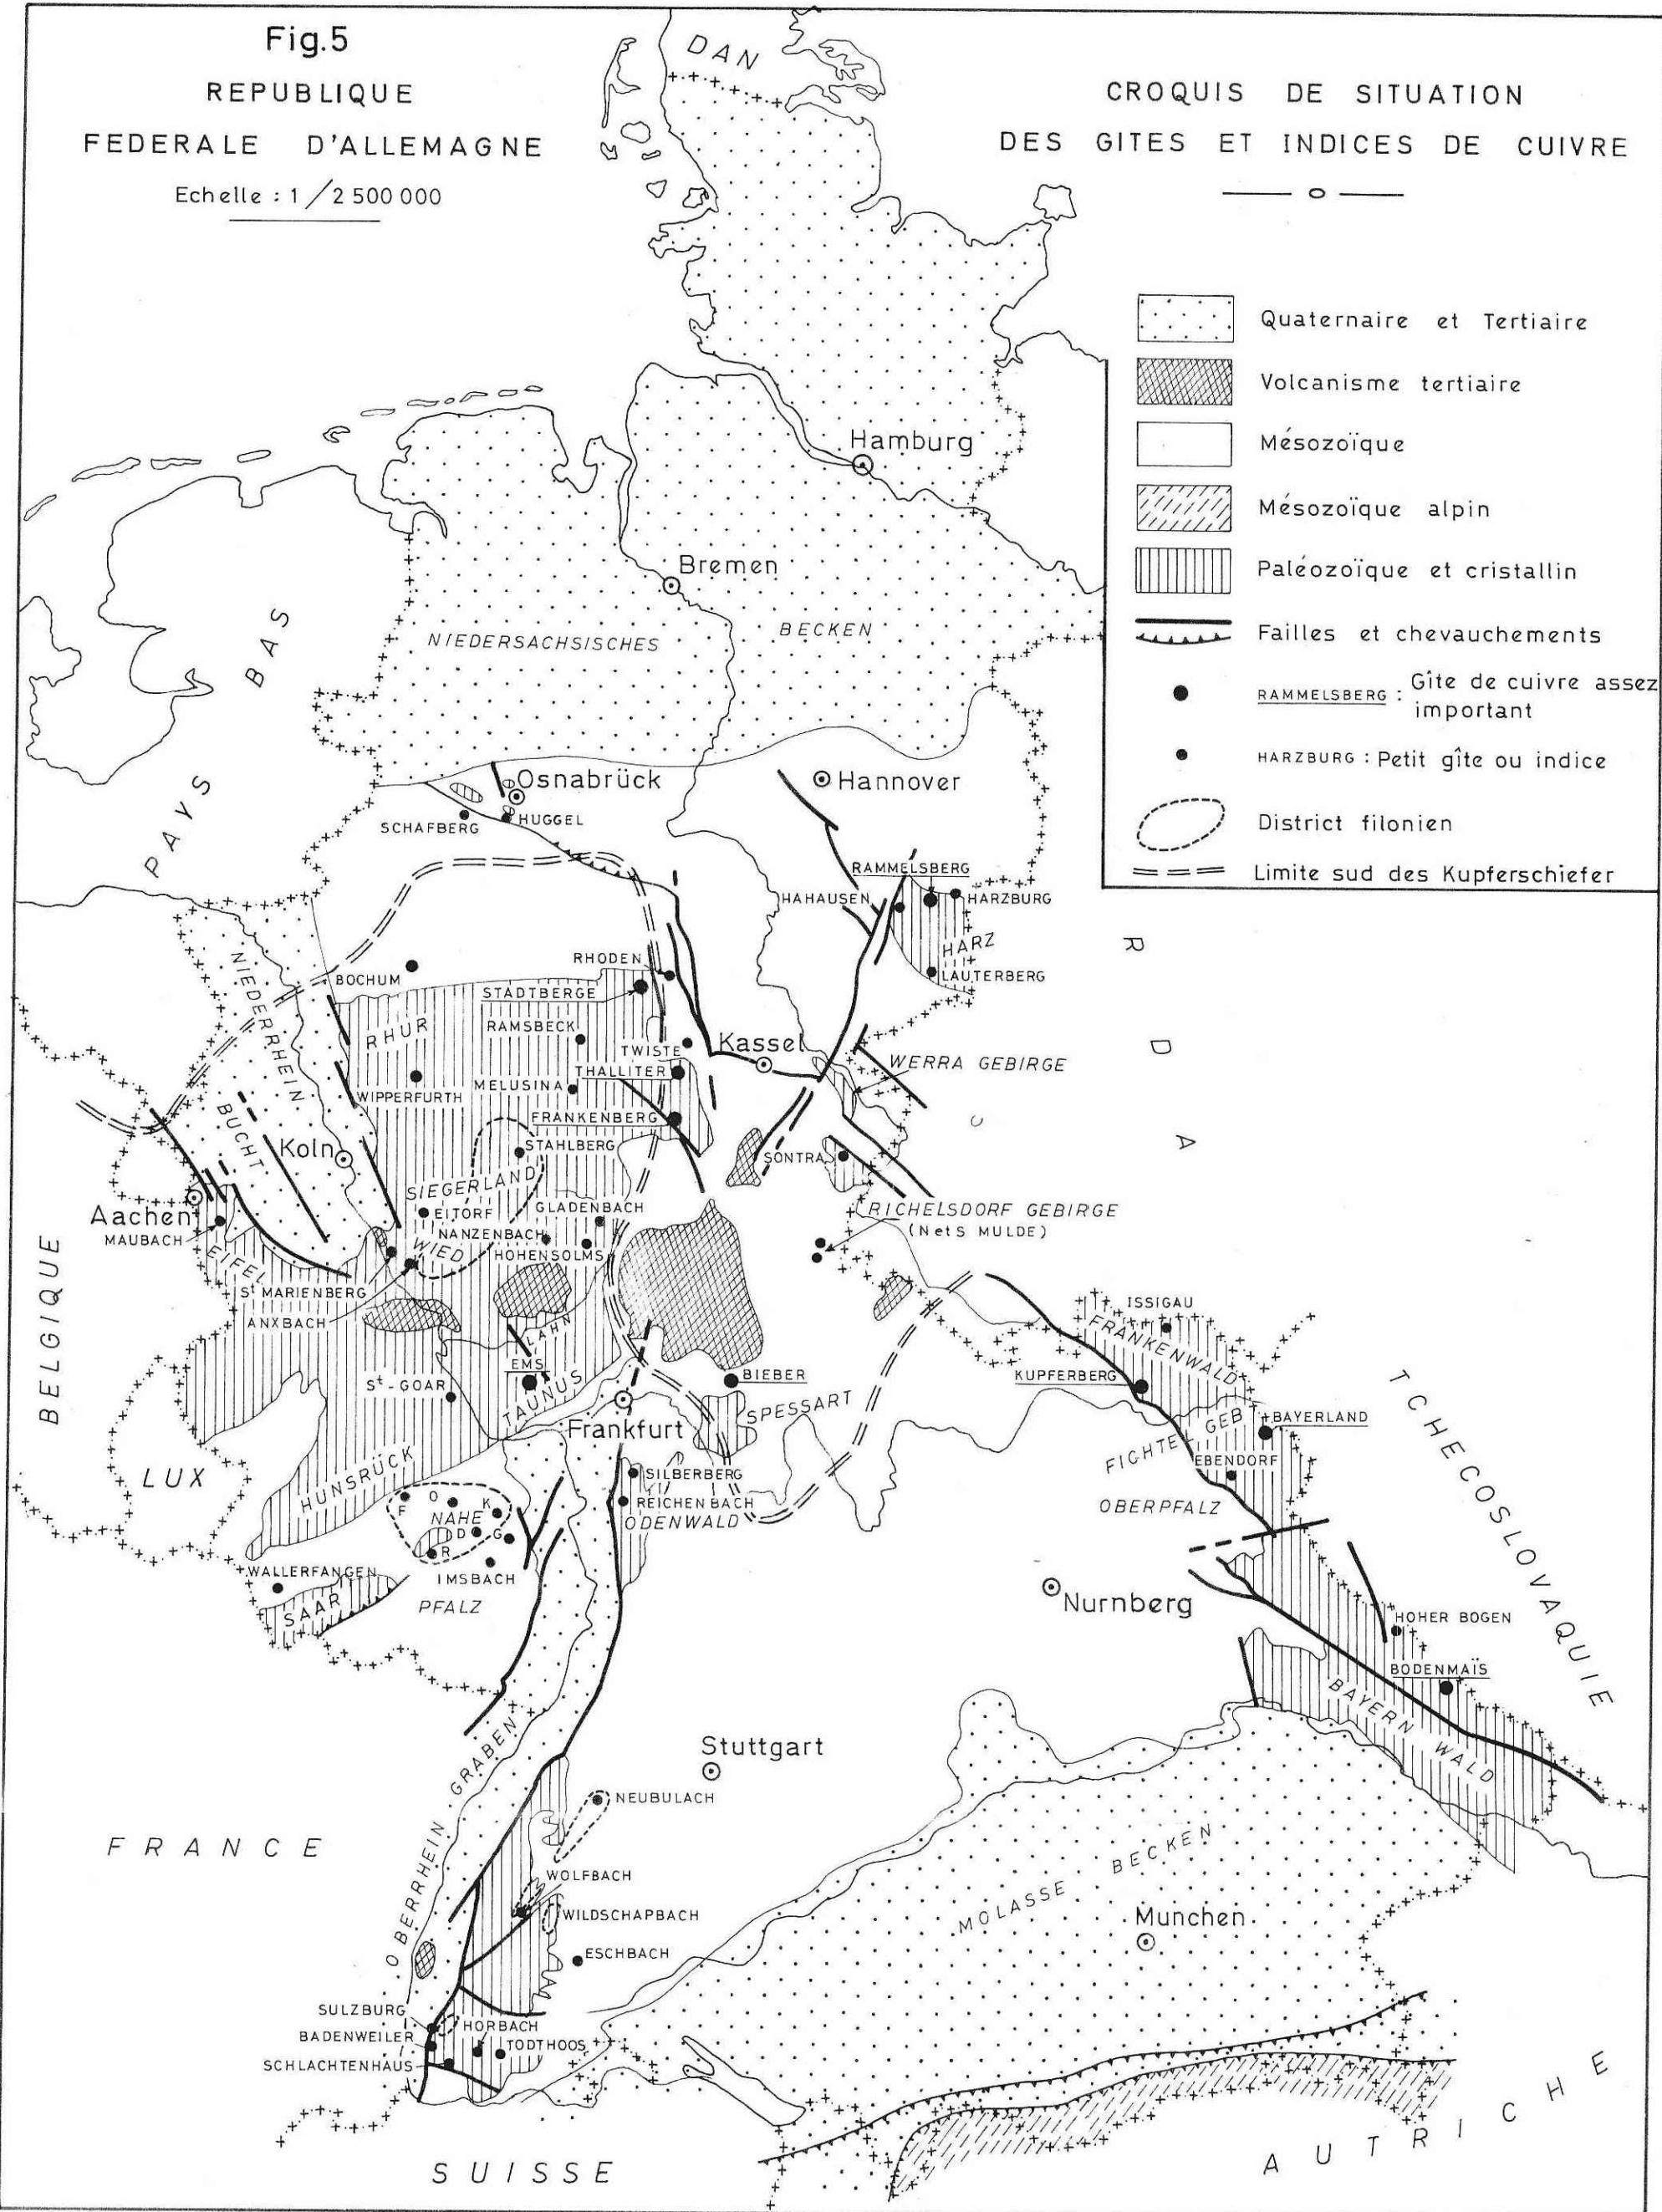 Fig.5
REPUBLIQUE
FEDERALE D'ALLEMAGNE
Echelle : 1/2 500 000
CROQUIS DE SITUATION
DES GITES ET INDICES DE CUIVRE
Quaternaire et Tertiaire
Volcanisme tertiaire
Mésozoïque
Mésozoïque alpin
Paléozoïque et cristallin
Failles et chevauchements
RAMMELSBERG : Gîte de cuivre assez
important
HARZBURG : Petit gîte ou indice
District filonien
Limite sud des Kupferschiefer
DAN
Hamburg
Bremen
NIEDERSACHSISCHES BECKEN
PAYS BAS
Osnabrück
Hannover
SCHAFBERG
HUGGEL
RAMMELSBERG
HAHAUSEN
HARZBURG
HARZ
LAUTERBERG
RHODEN
BOCHUM
STADTBERGE
NIEDERRHEIN
BUCHT
RHUR
RAMSBECK
TWISTE
Kassel
THALLITER
WERRA GEBIRGE
WIPPERFURTH
MELUSINA
FRANKENBERG
R D A
Koln
STAHLBERG
SONTRA
SIEGERLAND
Aachen
EITORF
GLADENBACH
RICHELSDORF GEBIRGE
(NetS MULDE)
MAUBACH
NANZENBACH
WIED
HOHENSOLMS
EIFEL
St MARIENBERG
ANXBACH
LAHN
ISSIGAU
FRANKENWALD
BELGIQUE
EMS
St-GOAR
TAUNUS
BIEBER
KUPFERBERG
SPESSART
Frankfurt
FICHTEL GEB
BAYERLAND
LUX
HUNSRÜCK
SILBERBERG
EBENDORF
REICHENBACH
ODENWALD
OBERPFALZ
TCHECOSLOVAQUIE
F
O
K
NAHE
D
G
R
WALLERFANGEN
IMSBACH
SAAR
PFALZ
Nurnberg
HOHER BOGEN
BODENMAÏS
BAYERN WALD
OBERRHEIN GRABEN
Stuttgart
NEUBULACH
FRANCE
WOLFBACH
WILDSCHAPBACH
ESCHBACH
MOLASSE BECKEN
Munchen
SULZBURG
HORBACH
BADENWEILER
TODTHOOS
SCHLACHTENHAUS
SUISSE
AUTRICHE